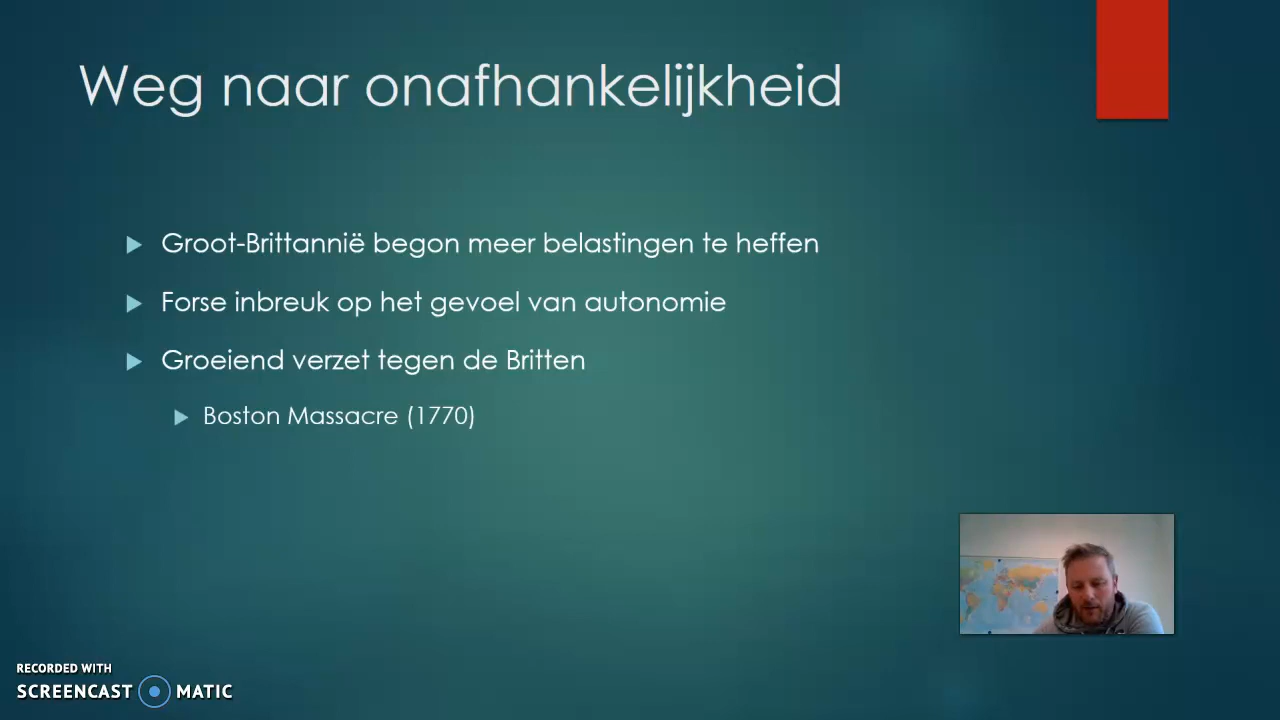 Weg naar onafhankelijkheid
Groot-Brittannië begon meer belastingen te heffen
Forse inbreuk op het gevoel van autonomie
Groeiend verzet tegen de Britten
Boston Massacre (1770)
RECORDED WITH
SCREENCAST MATIC